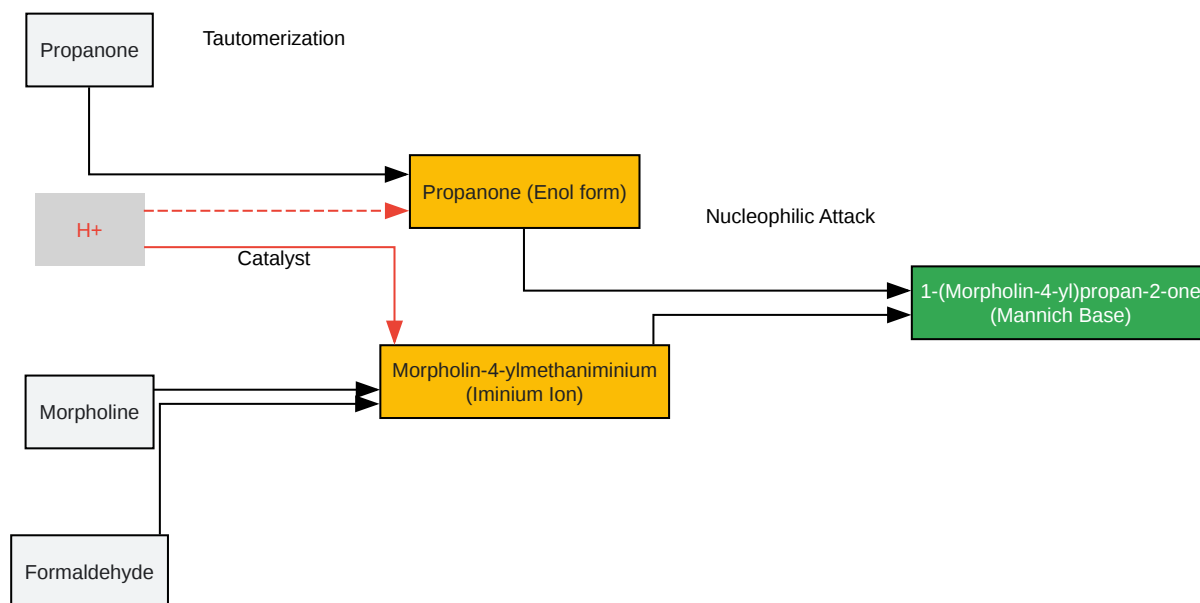 Propanone
Tautomerization
Propanone (Enol form)
H+
Nucleophilic Attack
Catalyst
1-(Morpholin-4-yl)propan-2-one
(Mannich Base)
Morpholin-4-ylmethaniminium
(Iminium Ion)
Morpholine
Formaldehyde